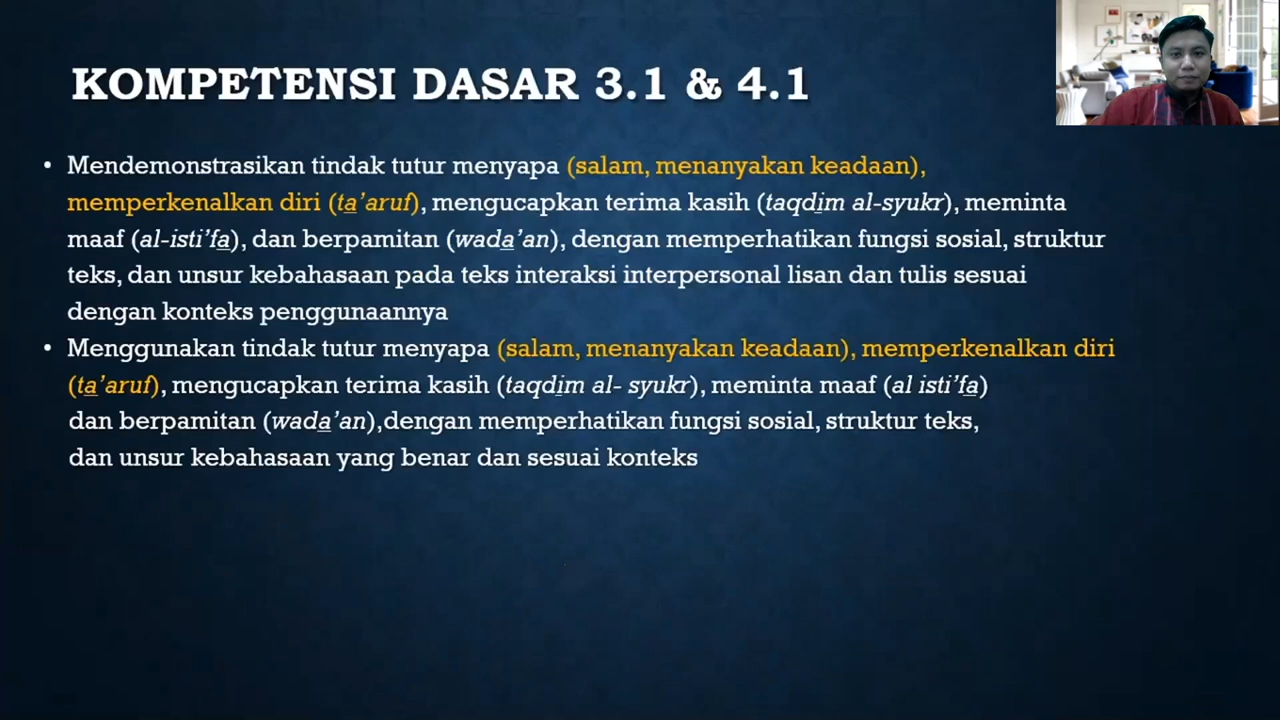 KOMPETENSI DASAR 3.1 & 4.1
• Mendemonstrasikan tindak tutur menyapa (salam, menanyakan keadaan),
memperkenalkan diri (ta’aruf), mengucapkan terima kasih (taqdim al-syukr), meminta
maaf (al-isti’fa), dan berpamitan (wada’an), dengan memperhatikan fungsi sosial, struktur
teks, dan unsur kebahasaan pada teks interaksi interpersonal lisan dan tulis sesuai
dengan konteks penggunaannya
• Menggunakan tindak tutur menyapa (salam, menanyakan keadaan), memperkenalkan diri
(ta’aruf), mengucapkan terima kasih (taqdim al- syukr), meminta maaf (al isti’fa)
dan berpamitan (wada’an),dengan memperhatikan fungsi sosial, struktur teks,
dan unsur kebahasaan yang benar dan sesuai konteks